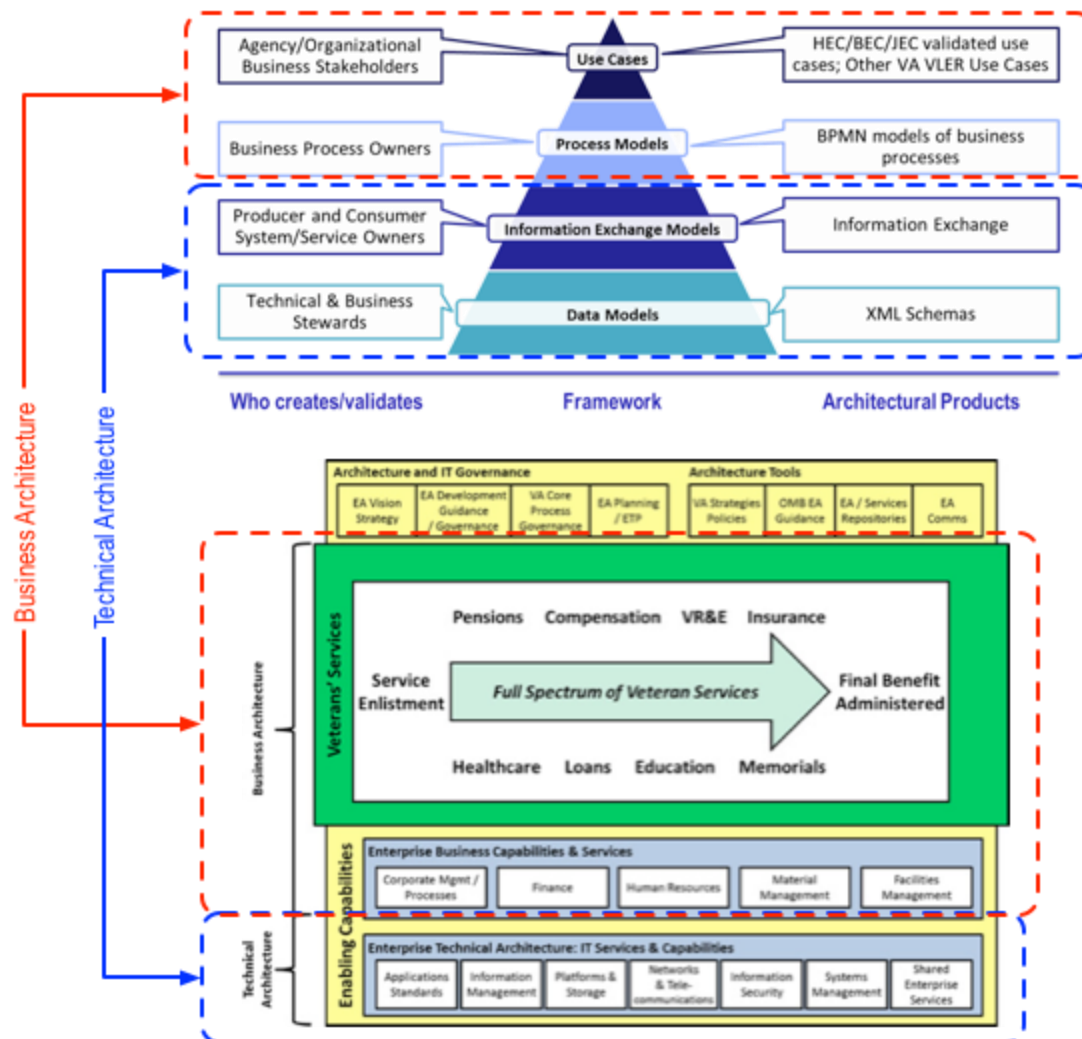 Agency/Organizational
Business Stakeholders
Use Cases
HEC/BEC/JEC validated use
cases; Other VA VLER Use Cases
Business Process Owners
Process Models
BPMN models of business
processes
Producer and Consumer
System/Service Owners
Information Exchange Models
Information Exchange
Technical & Business
Stewards
Data Models
XML Schemas
Who creates/validates
Framework
Architectural Products
Business Architecture
Technical Architecture
Architecture and IT Governance
Architecture Tools
EA Vision
Strategy
EA Development
Guidance
/ Governance
VA Core
Process
Governance
EA Planning
/ ETP
VA Strategies
Policies
OMB EA
Guidance
EA / Services
Repositories
EA
Comms
Business Architecture
Veterans' Services
Pensions Compensation VR&E Insurance
Service
Enlistment
Full Spectrum of Veteran Services
Final Benefit
Administered
Healthcare Loans Education Memorials
Enabling Capabilities
Enterprise Business Capabilities & Services
Corporate Mgmt /
Processes
Finance
Human Resources
Material
Management
Facilities
Management
Technical
Architecture
Enterprise Technical Architecture: IT Services & Capabilities
Applications
Standards
Information
Management
Platforms &
Storage
Networks
& Tele-
communications
Information
Security
Systems
Management
Shared
Enterprise
Services